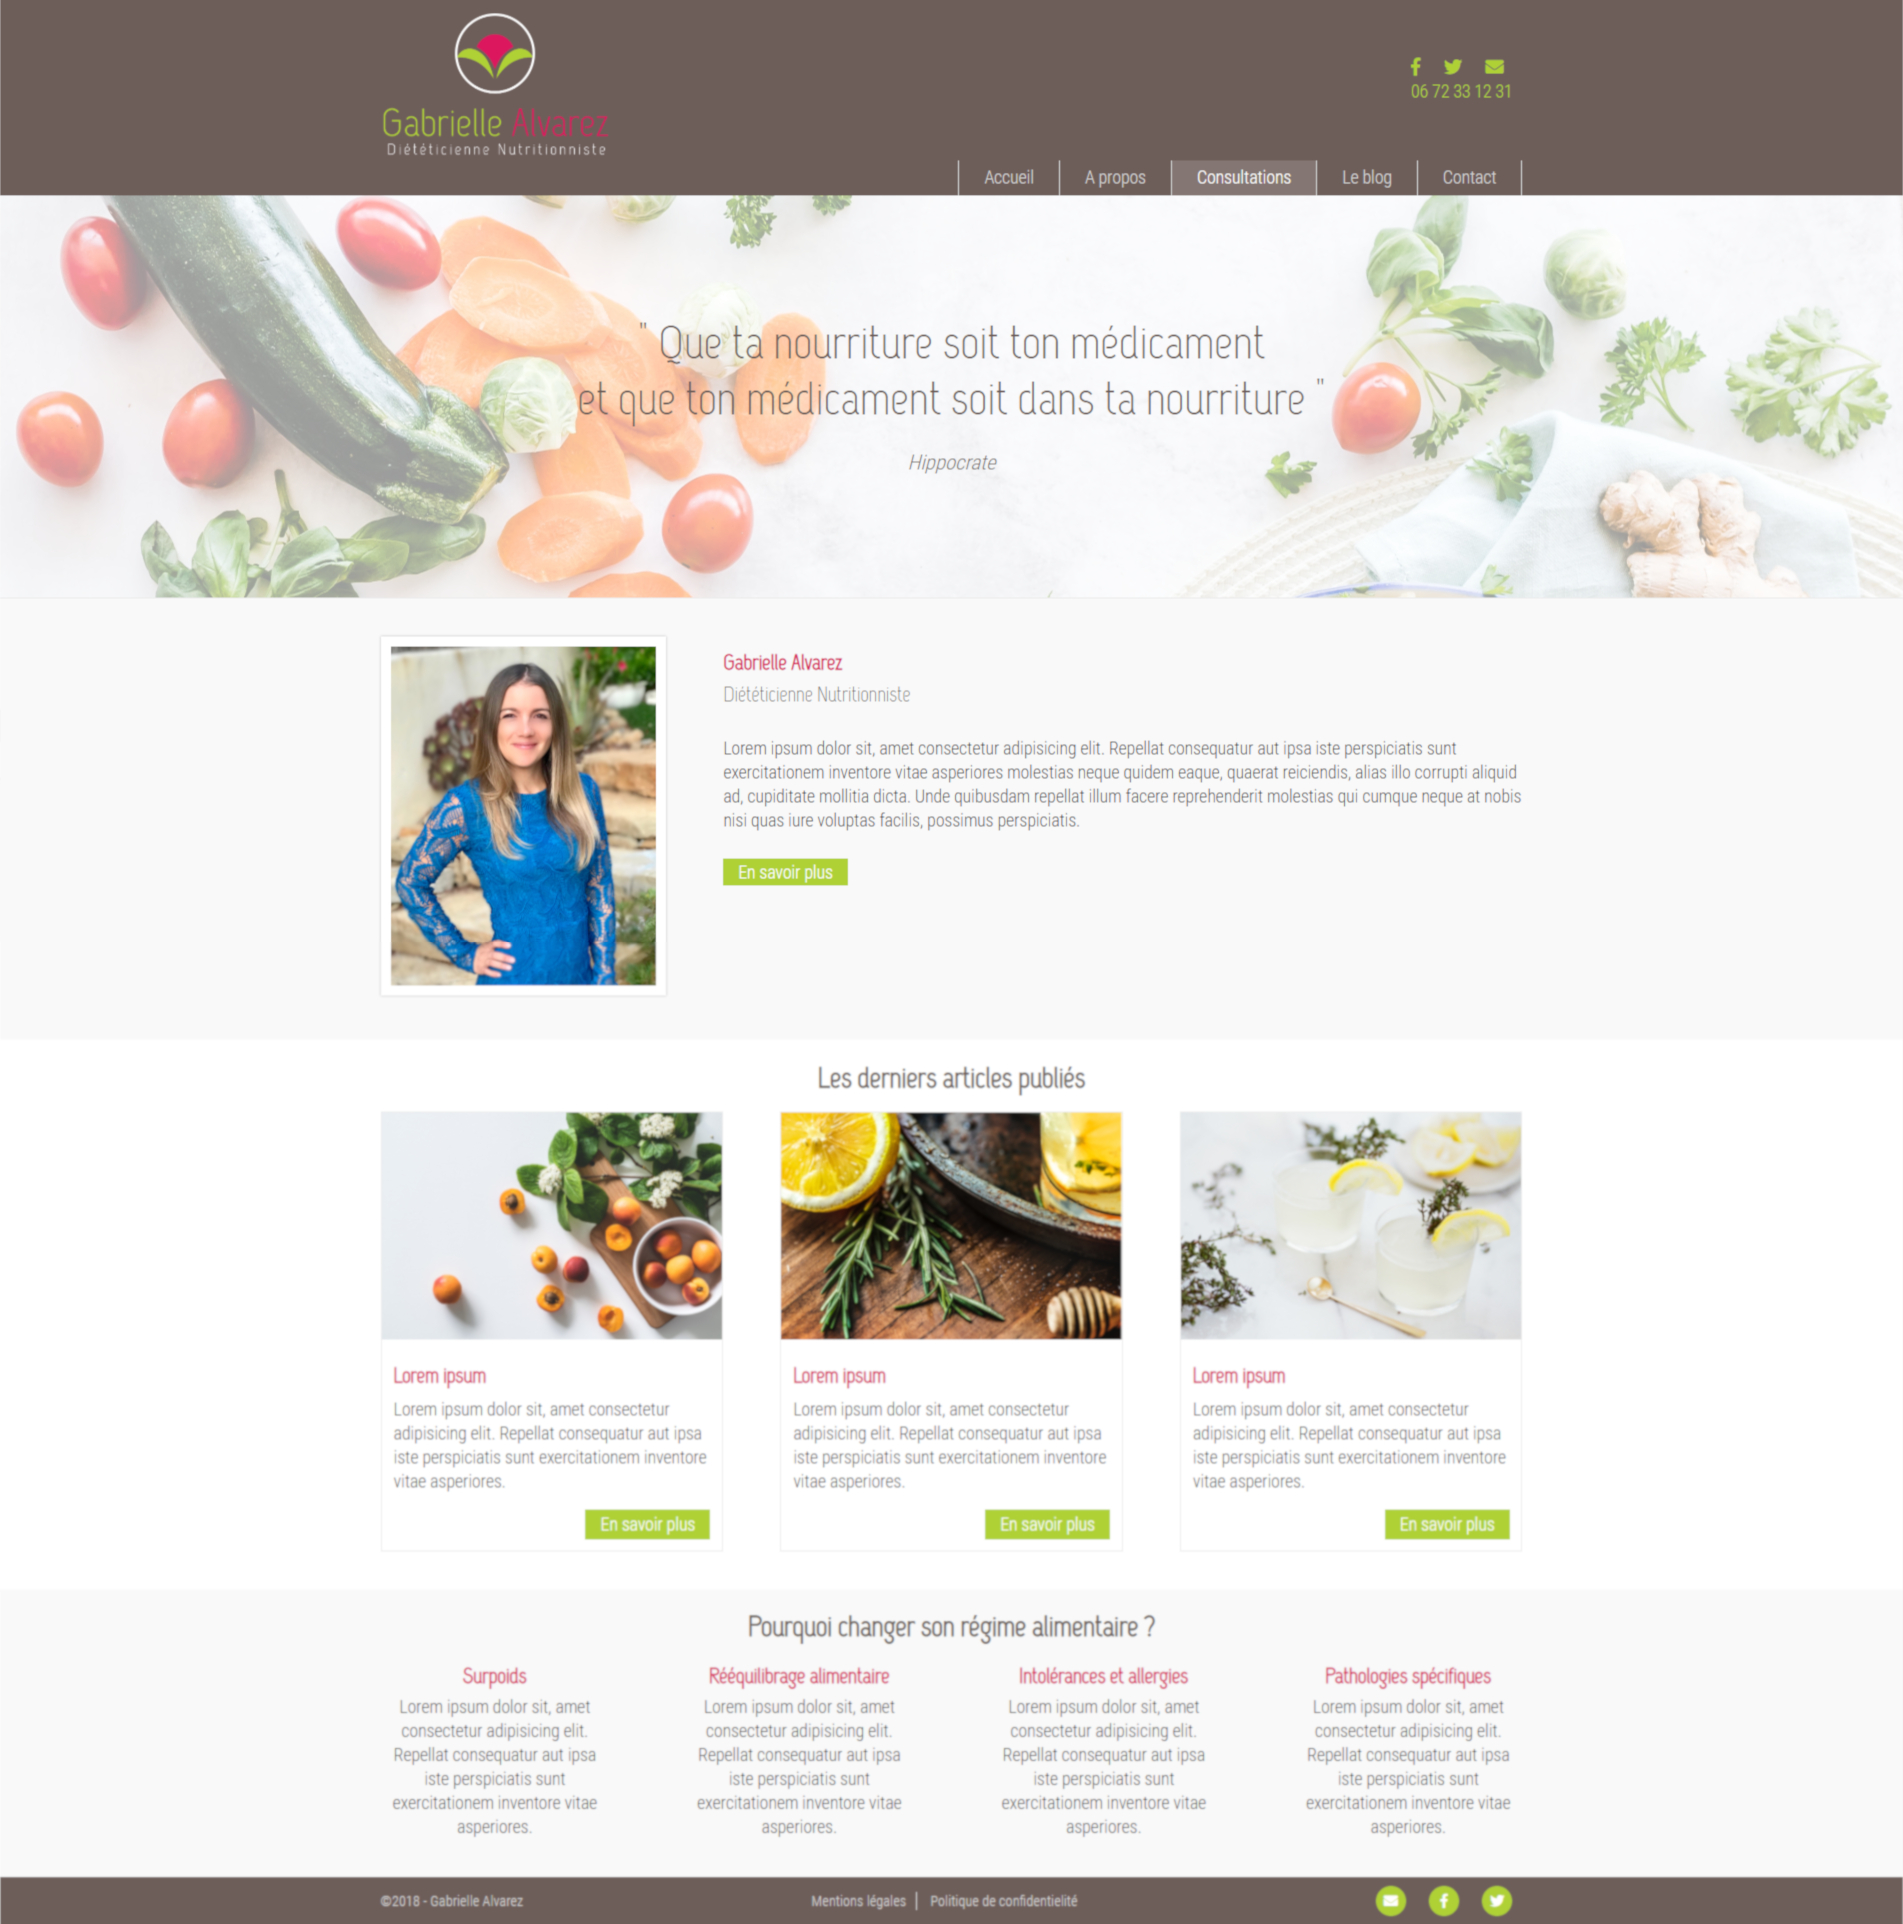 Gabrielle Alvarez
Diététicienne Nutritionniste
06 72 33 12 31
Accueil
A propos
Consultations
Le blog
Contact
" Que ta nourriture soit ton médicament
et que ton médicament soit dans ta nourriture "
Hippocrate
Gabrielle Alvarez
Diététicienne Nutritionniste
Lorem ipsum dolor sit, amet consectetur adipisicing elit. Repellat consequatur aut ipsa iste perspiciatis sunt
exercitationem inventore vitae asperiores molestias neque quidem eaque, quaerat reiciendis, alias illo corrupti aliquid
ad, cupiditate mollitia dicta. Unde quibusdam repellat illum facere reprehenderit molestias qui cumque neque at nobis
nisi quas iure voluptas facilis, possimus perspiciatis.
En savoir plus
Les derniers articles publiés
Lorem ipsum
Lorem ipsum dolor sit, amet consectetur
adipisicing elit. Repellat consequatur aut ipsa
iste perspiciatis sunt exercitationem inventore
vitae asperiores.
En savoir plus
Lorem ipsum
Lorem ipsum dolor sit, amet consectetur
adipisicing elit. Repellat consequatur aut ipsa
iste perspiciatis sunt exercitationem inventore
vitae asperiores.
En savoir plus
Lorem ipsum
Lorem ipsum dolor sit, amet consectetur
adipisicing elit. Repellat consequatur aut ipsa
iste perspiciatis sunt exercitationem inventore
vitae asperiores.
En savoir plus
Pourquoi changer son régime alimentaire ?
Surpoids
Lorem ipsum dolor sit, amet
consectetur adipisicing elit.
Repellat consequatur aut ipsa
iste perspiciatis sunt
exercitationem inventore vitae
asperiores.
Rééquilibrage alimentaire
Lorem ipsum dolor sit, amet
consectetur adipisicing elit.
Repellat consequatur aut ipsa
iste perspiciatis sunt
exercitationem inventore vitae
asperiores.
Intolérances et allergies
Lorem ipsum dolor sit, amet
consectetur adipisicing elit.
Repellat consequatur aut ipsa
iste perspiciatis sunt
exercitationem inventore vitae
asperiores.
Pathologies spécifiques
Lorem ipsum dolor sit, amet
consectetur adipisicing elit.
Repellat consequatur aut ipsa
iste perspiciatis sunt
exercitationem inventore vitae
asperiores.
©2018 - Gabrielle Alvarez
Mentions légales | Politique de confidentielité